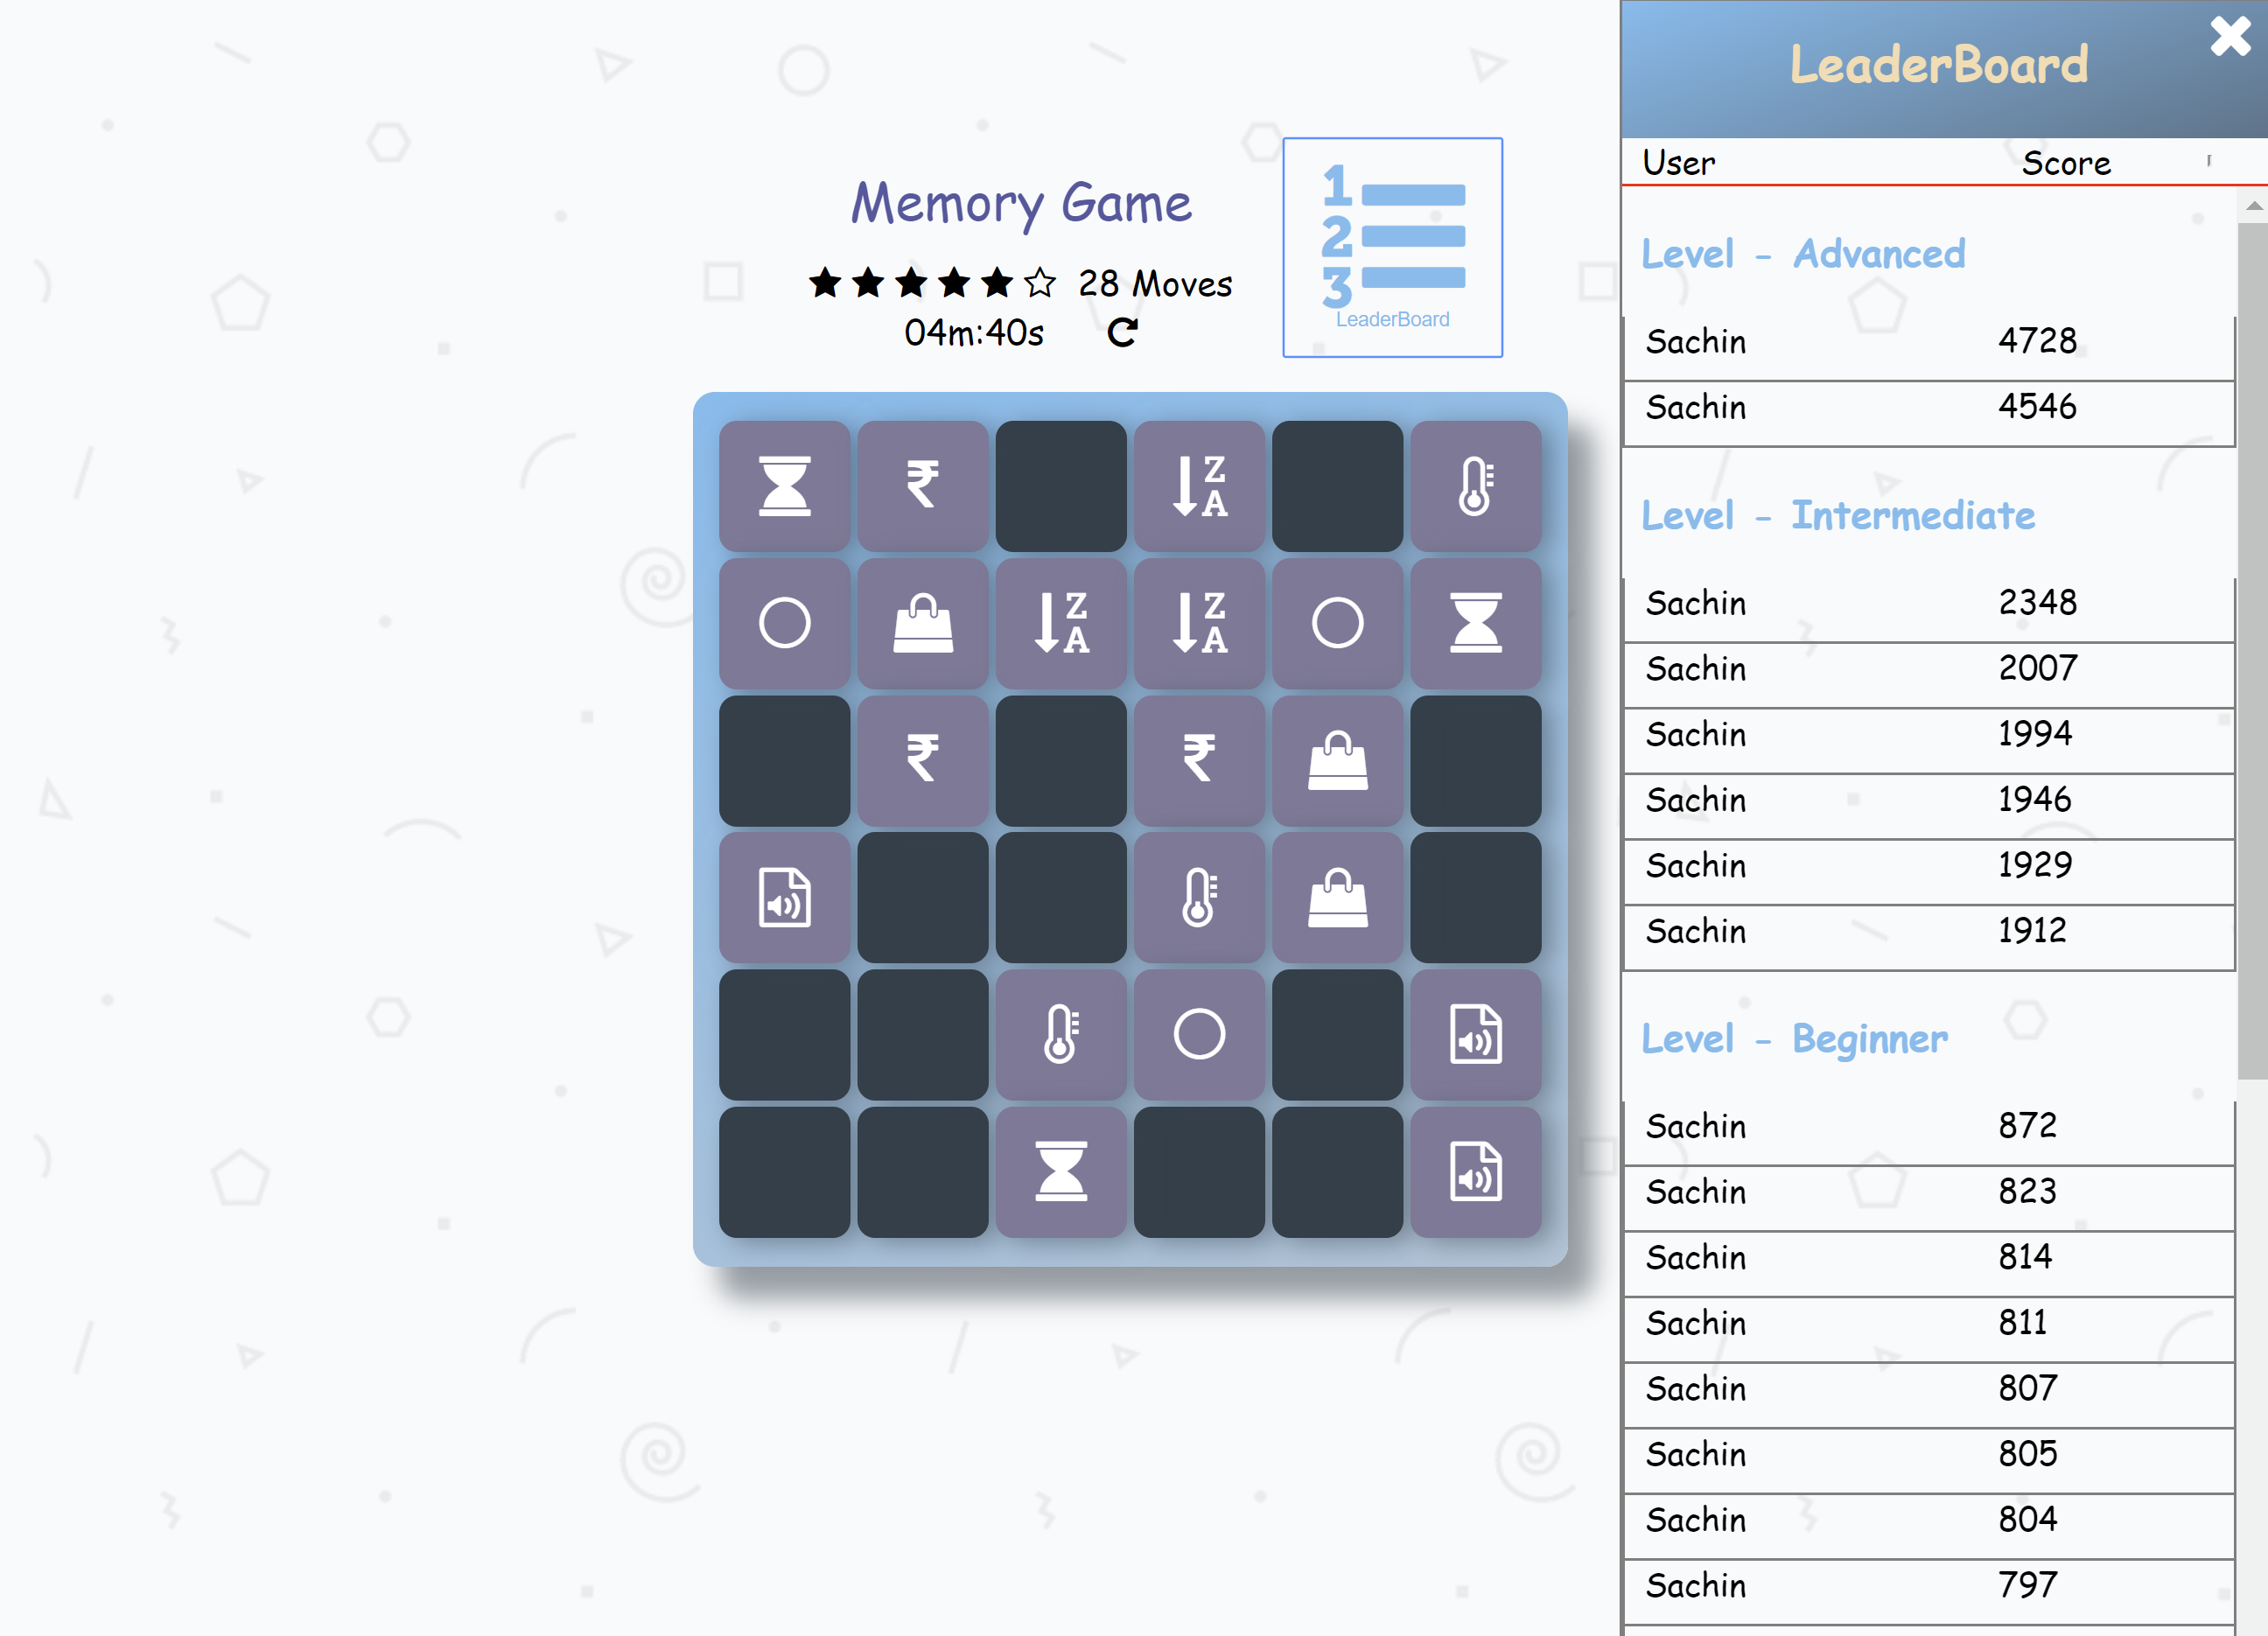 Memory Game
28 Moves
04m:40s
1
2
3
LeaderBoard
₹ Z A
Z A Z A
₹ ₹
LeaderBoard
User Score
Level - Advanced
Sachin 4728
Sachin 4546
Level - Intermediate
Sachin 2348
Sachin 2007
Sachin 1994
Sachin 1946
Sachin 1929
Sachin 1912
Level - Beginner
Sachin 872
Sachin 823
Sachin 814
Sachin 811
Sachin 807
Sachin 805
Sachin 804
Sachin 797